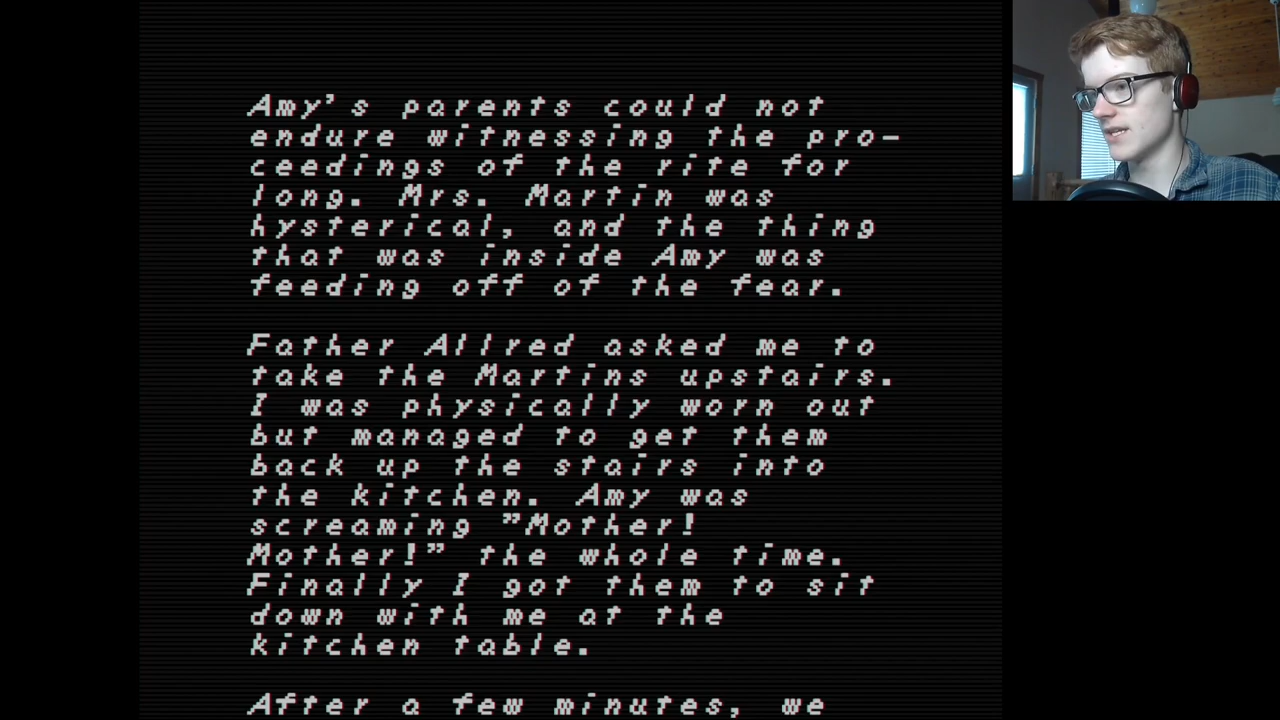 Amy's parents could not
endure witnessing the pro-
ceedings of the rite for
long. Mrs. Martin was
hysterical, and the thing
that was inside Amy was
feeding off of the fear.
Father Allred asked me to
take the Martins upstairs.
I was physically worn out
but managed to get them
back up the stairs into
the kitchen. Amy was
screaming "Mother!
Mother!" the whole time.
Finally I got them to sit
down with me at the
kitchen table.
After a few minutes, we